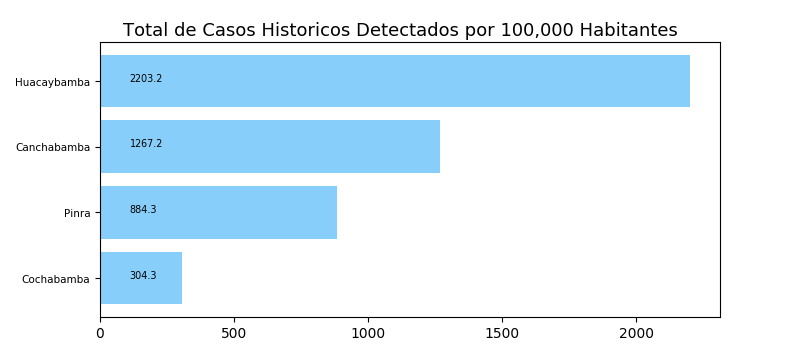 Total de Casos Historicos Detectados por 100,000 Habitantes
Huacaybamba
2203.2
Canchabamba
1267.2
Pinra
884.3
Cochabamba
304.3
0
500
1000
1500
2000